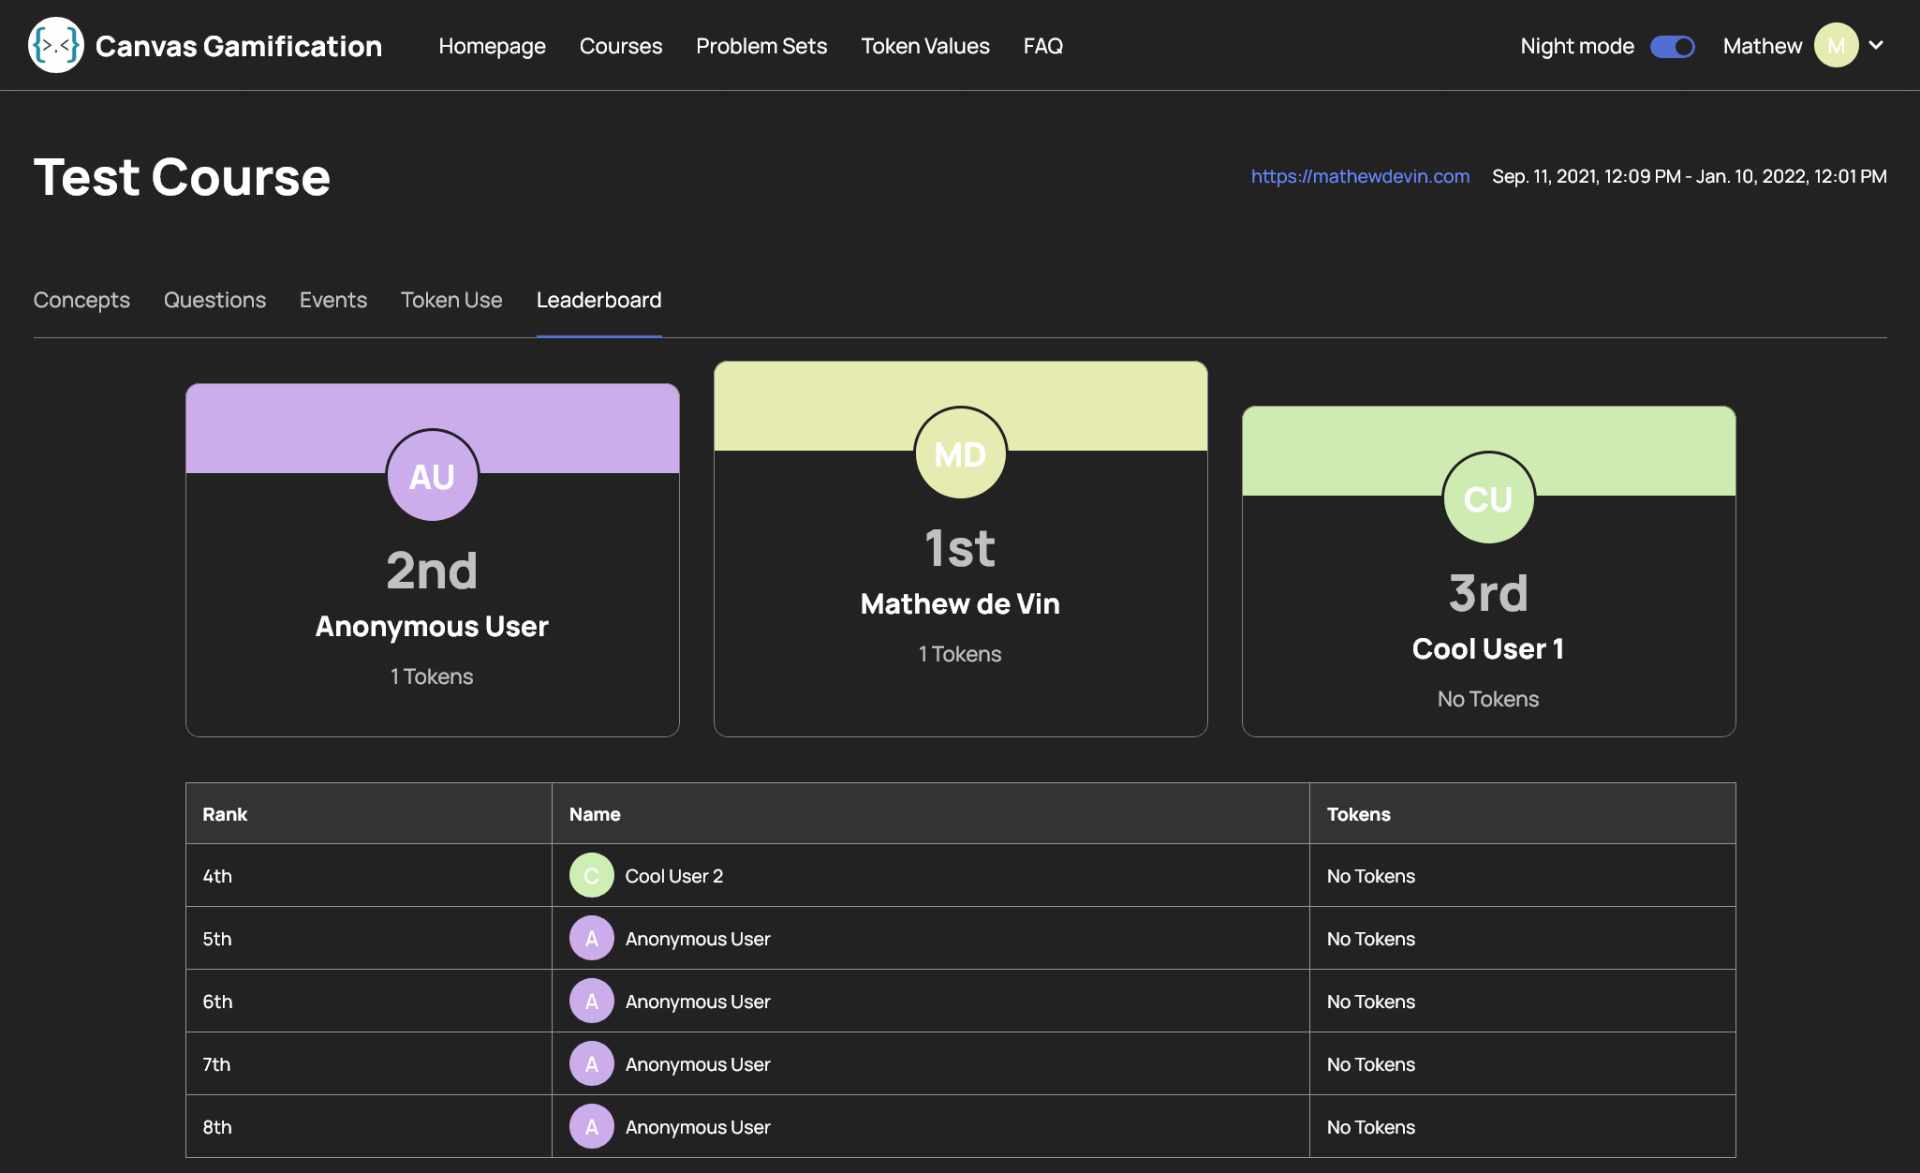 {>.<} Canvas Gamification Homepage Courses Problem Sets Token Values FAQ Night mode Mathew M
Test Course https://mathewdevin.com Sep. 11, 2021, 12:09 PM - Jan. 10, 2022, 12:01 PM
Concepts Questions Events Token Use Leaderboard
AU
2nd
Anonymous User
1 Tokens
MD
1st
Mathew de Vin
1 Tokens
CU
3rd
Cool User 1
No Tokens
Rank Name Tokens
4th C Cool User 2 No Tokens
5th A Anonymous User No Tokens
6th A Anonymous User No Tokens
7th A Anonymous User No Tokens
8th A Anonymous User No Tokens